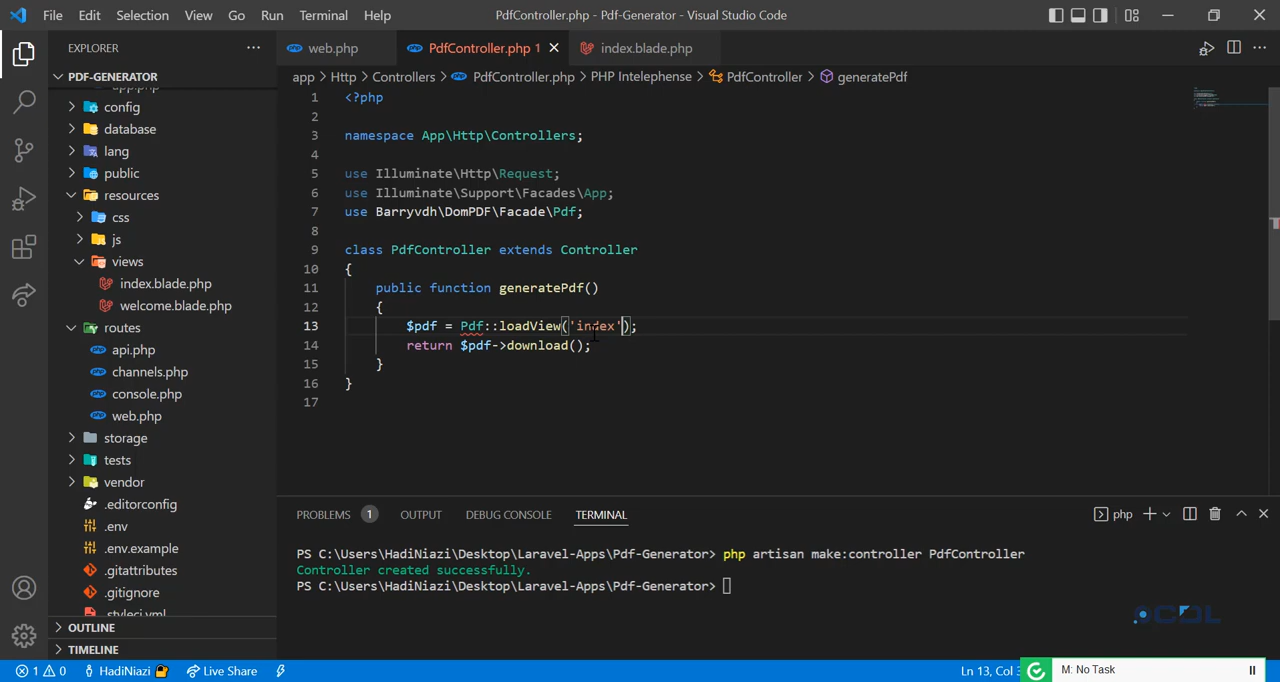 File Edit Selection View Go Run Terminal Help
PdfController.php - Pdf-Generator - Visual Studio Code
EXPLORER
web.php
PdfController.php 1
index.blade.php
PDF-GENERATOR
app > Http > Controllers > PdfController.php > PHP Intelephense > PdfController > generatePdf
config
database
lang
public
resources
css
js
views
index.blade.php
welcome.blade.php
routes
api.php
channels.php
console.php
web.php
storage
tests
vendor
.editorconfig
.env
.env.example
.gitattributes
.gitignore
.styleci.yml
OUTLINE
TIMELINE
1 <?php
2
3 namespace App\Http\Controllers;
4
5 use Illuminate\Http\Request;
6 use Illuminate\Support\Facades\App;
7 use Barryvdh\DomPDF\Facade\Pdf;
8
9 class PdfController extends Controller
10 {
11 public function generatePdf()
12 {
13 $pdf = Pdf::loadView('index');
14 return $pdf->download();
15 }
16 }
17
PROBLEMS 1 OUTPUT DEBUG CONSOLE TERMINAL
php
PS C:\Users\HadiNiazi\Desktop\Laravel-Apps\Pdf-Generator> php artisan make:controller PdfController
Controller created successfully.
PS C:\Users\HadiNiazi\Desktop\Laravel-Apps\Pdf-Generator>
1 0 HadiNiazi Live Share
Ln 13, Col 3
M: No Task